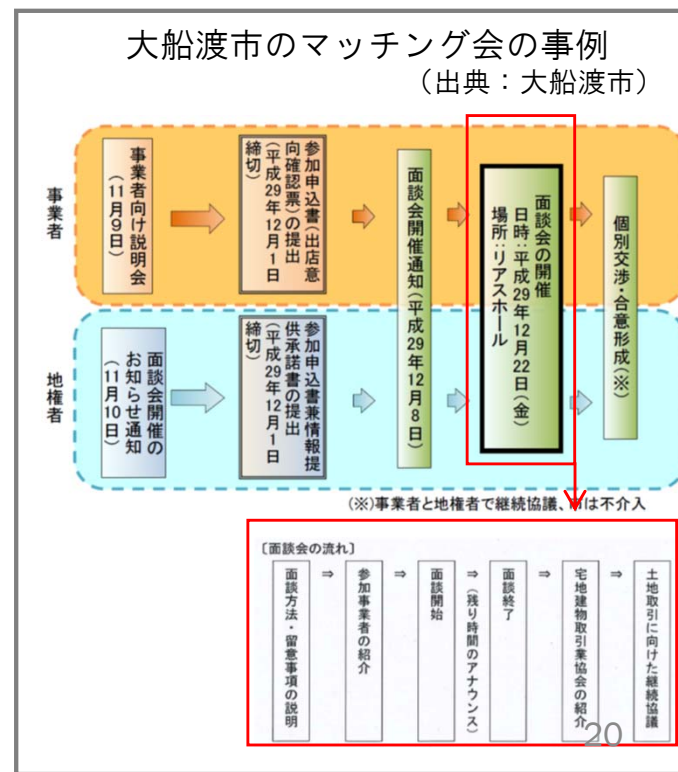 大船渡市のマッチング会の事例
（出典：大船渡市）
事業者
事業者向け説明会
（11月9日）
参加申込書（出店意
向確認票）の提出
（平成29年12月1日
締切）
面談会開催通知（平成29年12月8日）
面談会の開催
日時：平成29年12月22日（金）
場所：リアスホール
個別交渉・合意形成（※）
地権者
面談会開催の
お知らせ通知
（11月10日）
参加申込書兼情報提
供承諾書の提出
（平成29年12月1日
締切）
（※）事業者と地権者で継続協議、市は不介入
〔面談会の流れ〕
面談方法・留意事項の説明
⇒
参加事業者の紹介
⇒
面談開始
⇒（残り時間のアナウンス）
面談終了
⇒
宅地建物取引業協会の紹介
⇒
土地取引に向けた継続協議
20